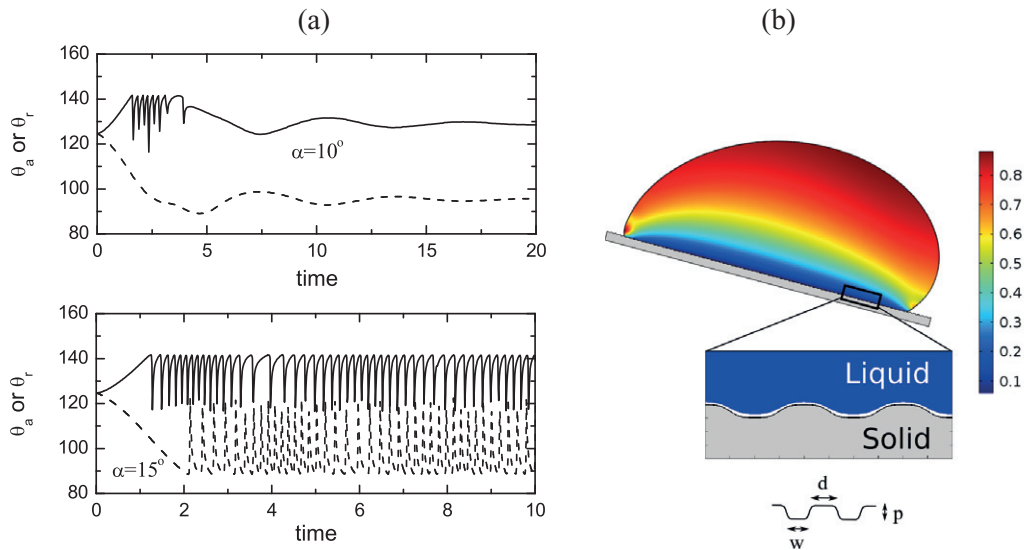 (a)
160
140
120
100
80
θa or θr
α=10°
0
5
10
15
20
time
160
140
120
100
80
θa or θr
α=15°
0
2
4
6
8
10
time
(b)
0.8
0.7
0.6
0.5
0.4
0.3
0.2
0.1
Liquid
Solid
d
p
w